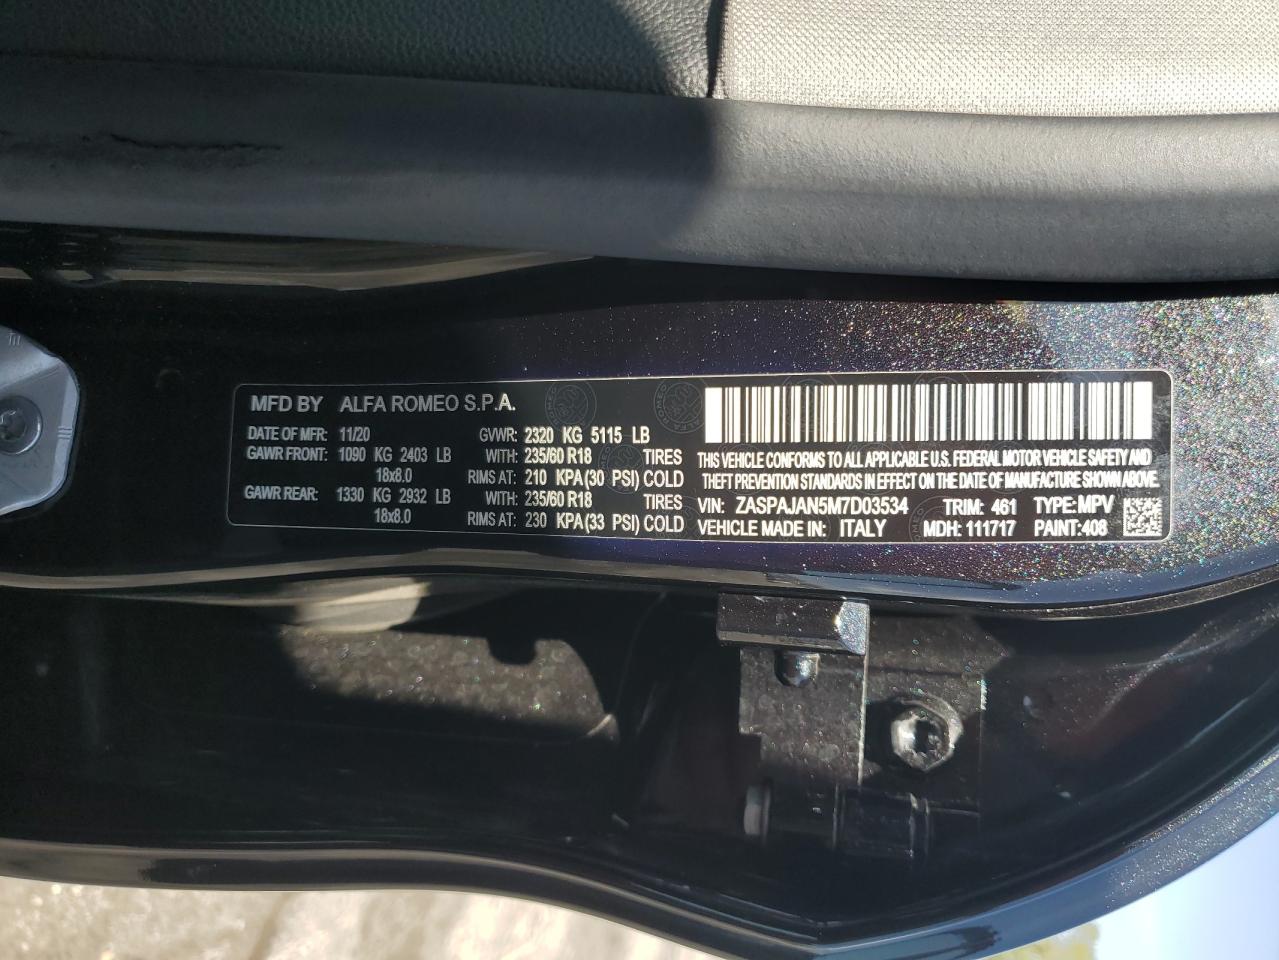 MFD BY ALFA ROMEO S.P.A.
DATE OF MFR: 11/20 GVWR: 2320 KG 5115 LB
GAWR FRONT: 1090 KG 2403 LB WITH: 235/60 R18 TIRES
18x8.0 RIMS AT: 210 KPA(30 PSI) COLD
GAWR REAR: 1330 KG 2932 LB WITH: 235/60 R18 TIRES
18x8.0 RIMS AT: 230 KPA(33 PSI) COLD
THIS VEHICLE CONFORMS TO ALL APPLICABLE U.S. FEDERAL MOTOR VEHICLE SAFETY AND
THEFT PREVENTION STANDARDS IN EFFECT ON THE DATE OF MANUFACTURE SHOWN ABOVE.
VIN: ZASPAJAN5M7D03534 TRIM: 461 TYPE:MPV
VEHICLE MADE IN: ITALY MDH: 111717 PAINT:408